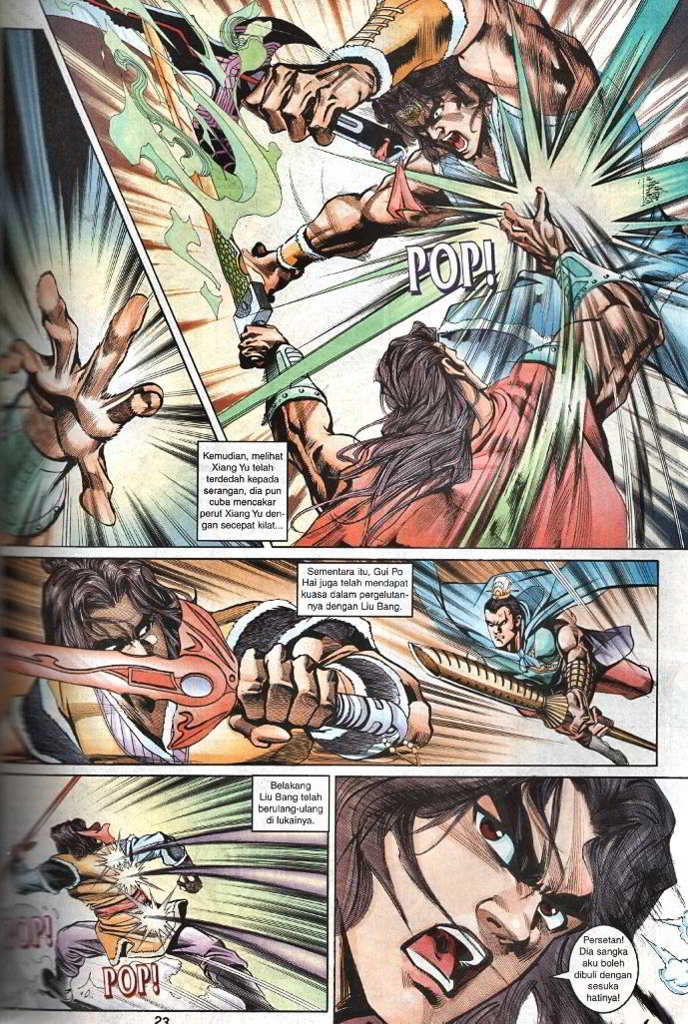 POP!
Kemudian, melihat
Xiang Yu telah
terdedah kepada
serangan, dia pun
cuba mencakar
perut Xiang Yu den-
gan secepat kilat...
Sementara itu, Gui Po
Hai juga telah mendapat
kuasa dalam pergelutan-
nya dengan Liu Bang.
Belakang
Liu Bang telah
berulang-ulang
di lukainya.
POP!
POP!
Persetan!
Dia sangka
aku boleh
dibuli dengan
sesuka
hatinya!
23